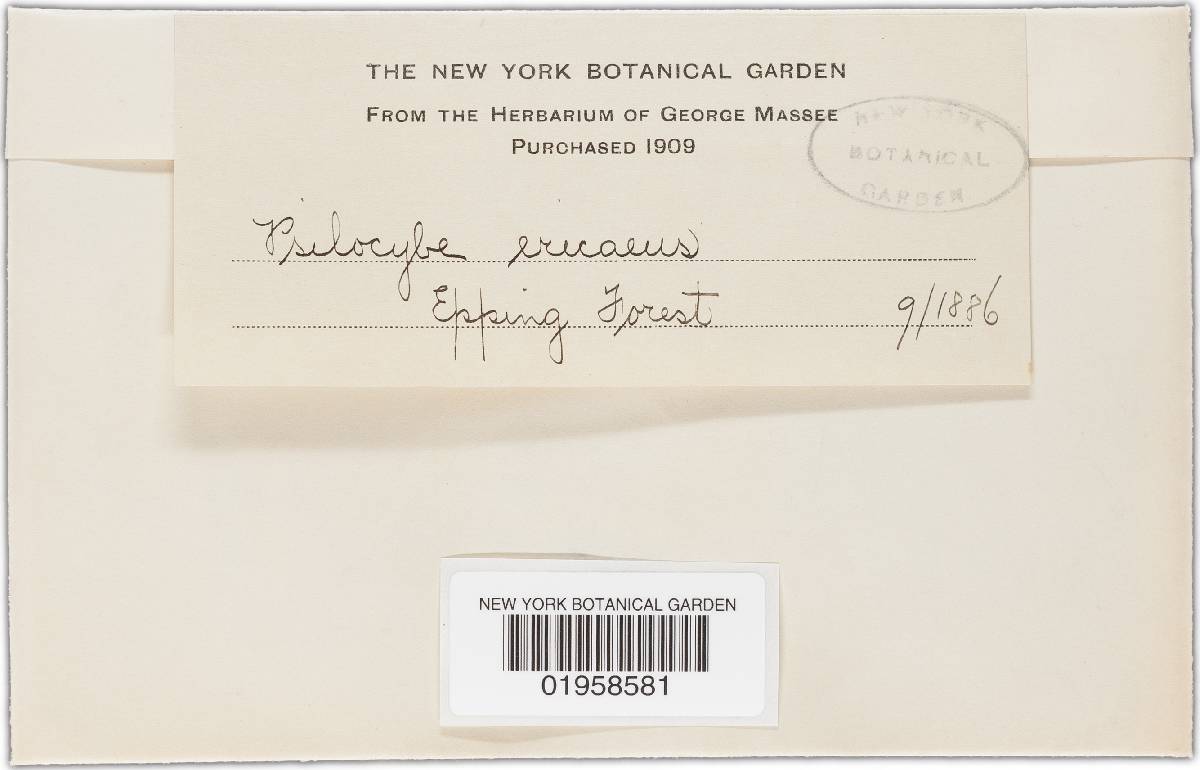 THE NEW YORK BOTANICAL GARDEN
FROM THE HERBARIUM OF GEORGE MASSEE
PURCHASED 1909
NEW YORK
BOTANICAL
GARDEN
Psilocybe ericaeus
Epping Forest 9/1886
NEW YORK BOTANICAL GARDEN
01958581